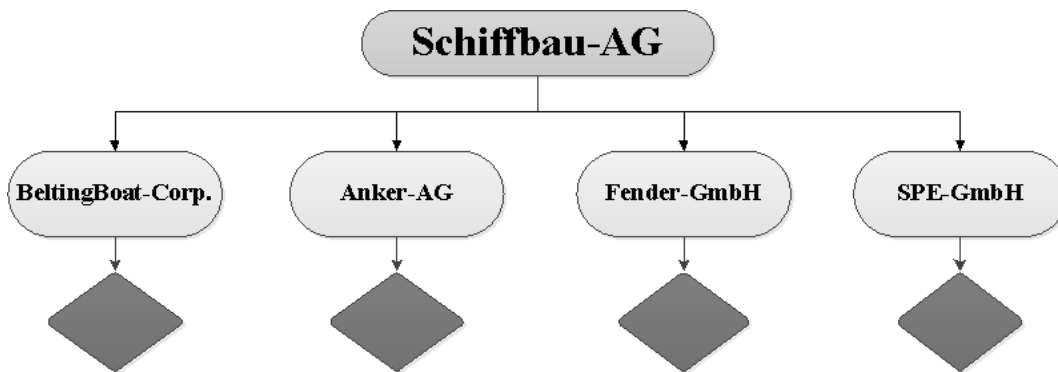 Schiffbau-AG
BeltingBoat-Corp.
Anker-AG
Fender-GmbH
SPE-GmbH